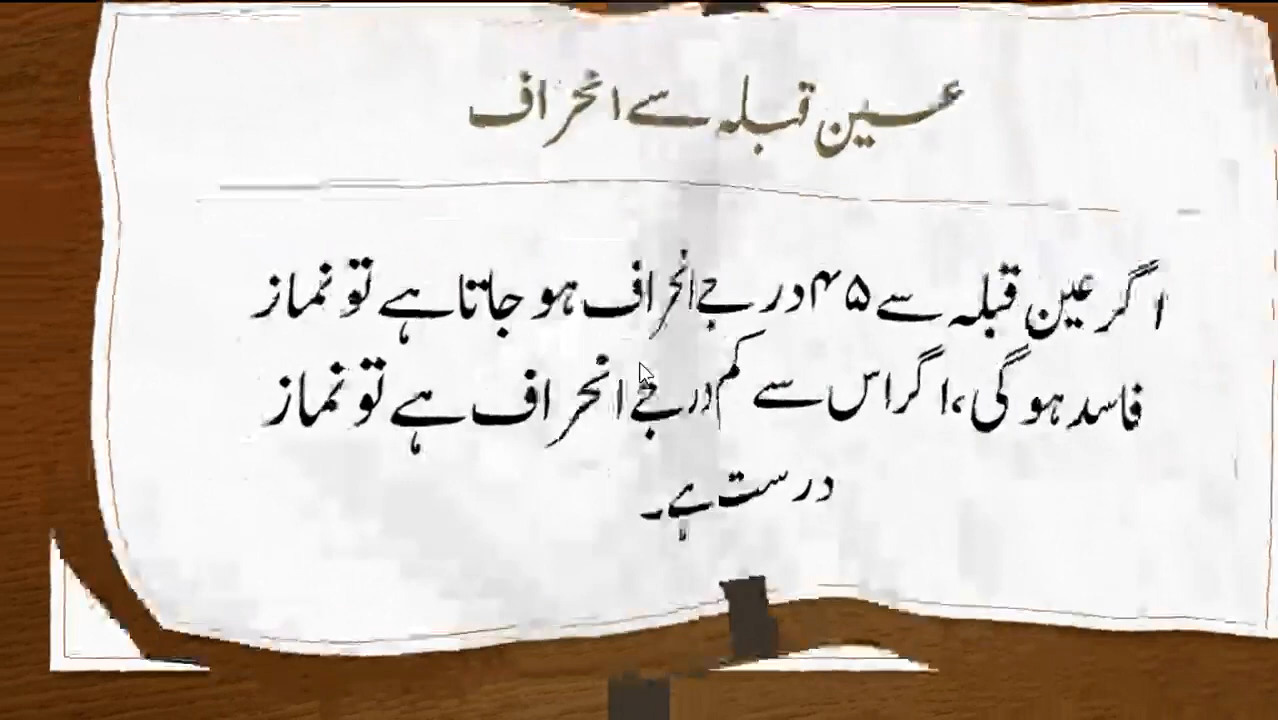 عین قبلہ سے انحراف
اگر عین قبلہ سے ۴۵ درجے انحراف ہو جاتا ہے تو نماز
فاسد ہو گی، اگر اس سے کم درجے انحراف ہے تو نماز
درست ہے۔